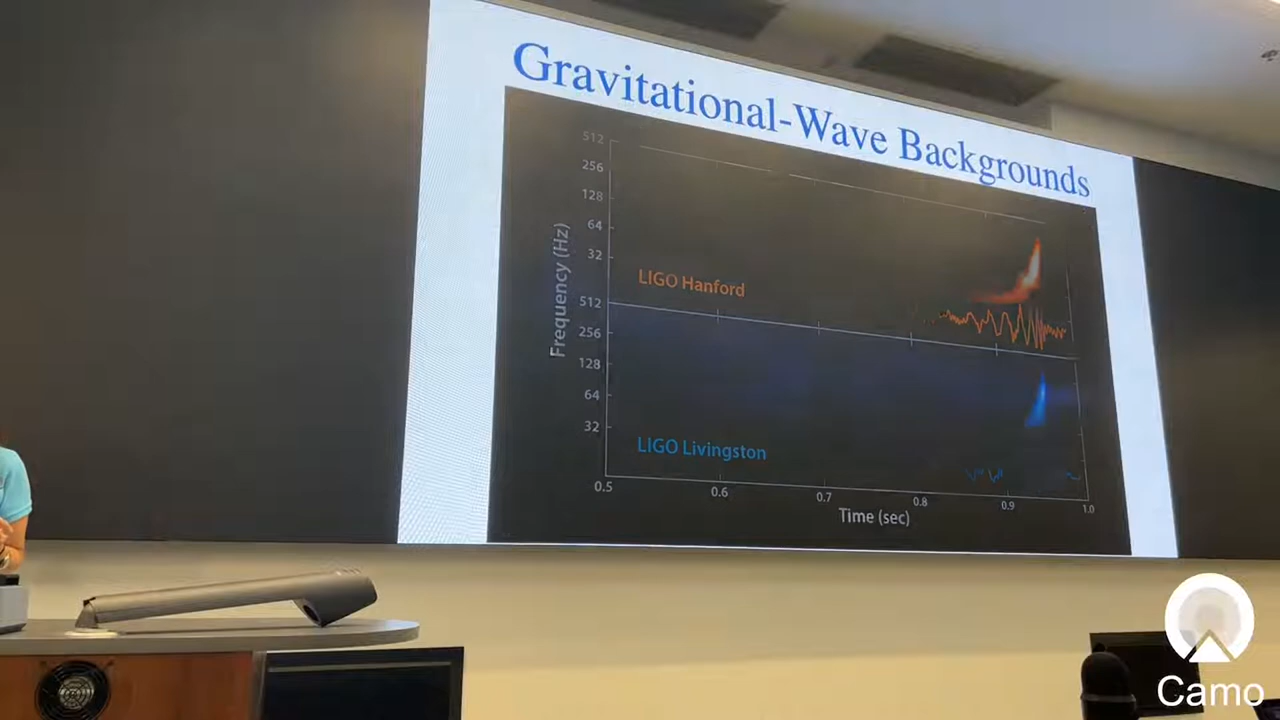 Gravitational-Wave Backgrounds
512
256
128
64
32
LIGO Hanford
Frequency (Hz)
512
256
128
64
32
LIGO Livingston
0.5 0.6 0.7 0.8 0.9 1.0
Time (sec)
Camo